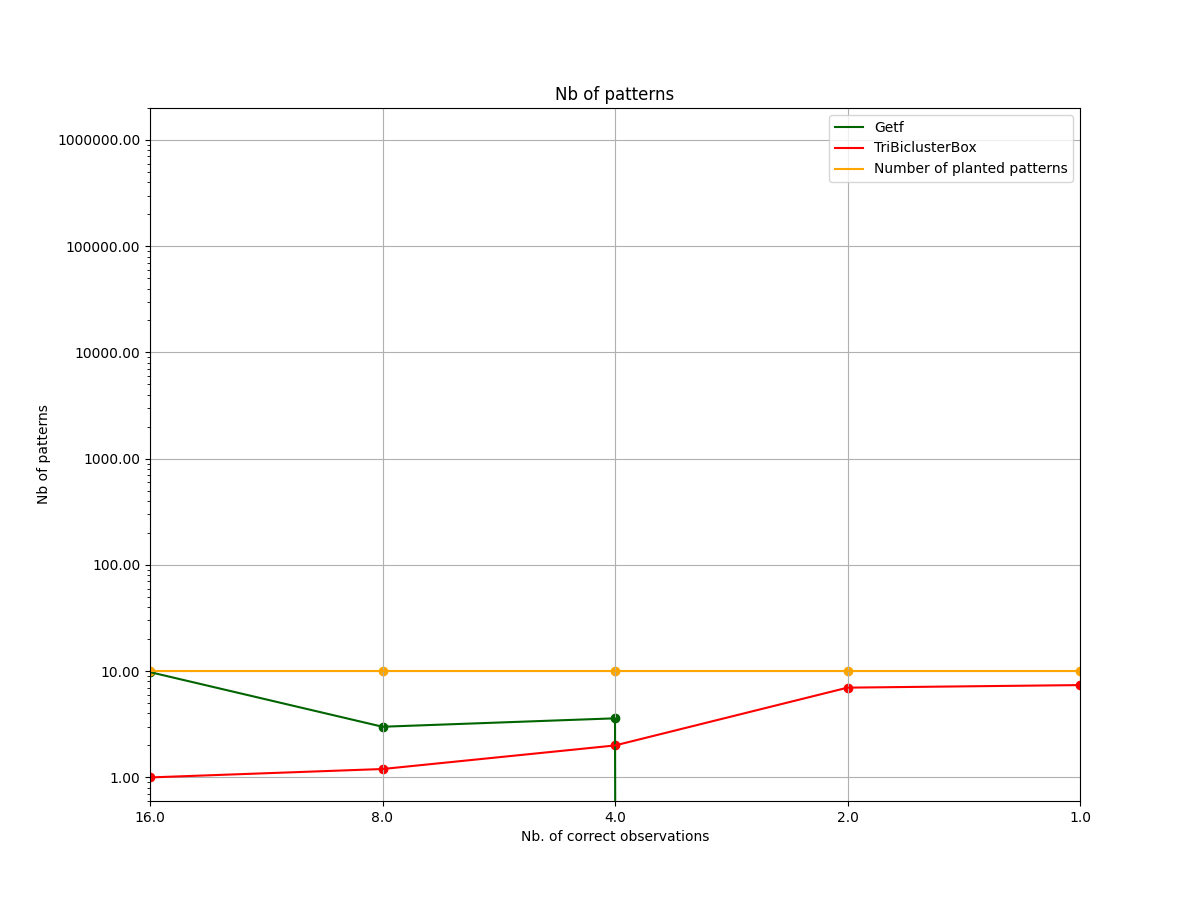 Nb of patterns
Getf
TriBiclusterBox
Number of planted patterns
1000000.00
100000.00
10000.00
1000.00
100.00
10.00
1.00
Nb of patterns
16.0 8.0 4.0 2.0 1.0
Nb. of correct observations